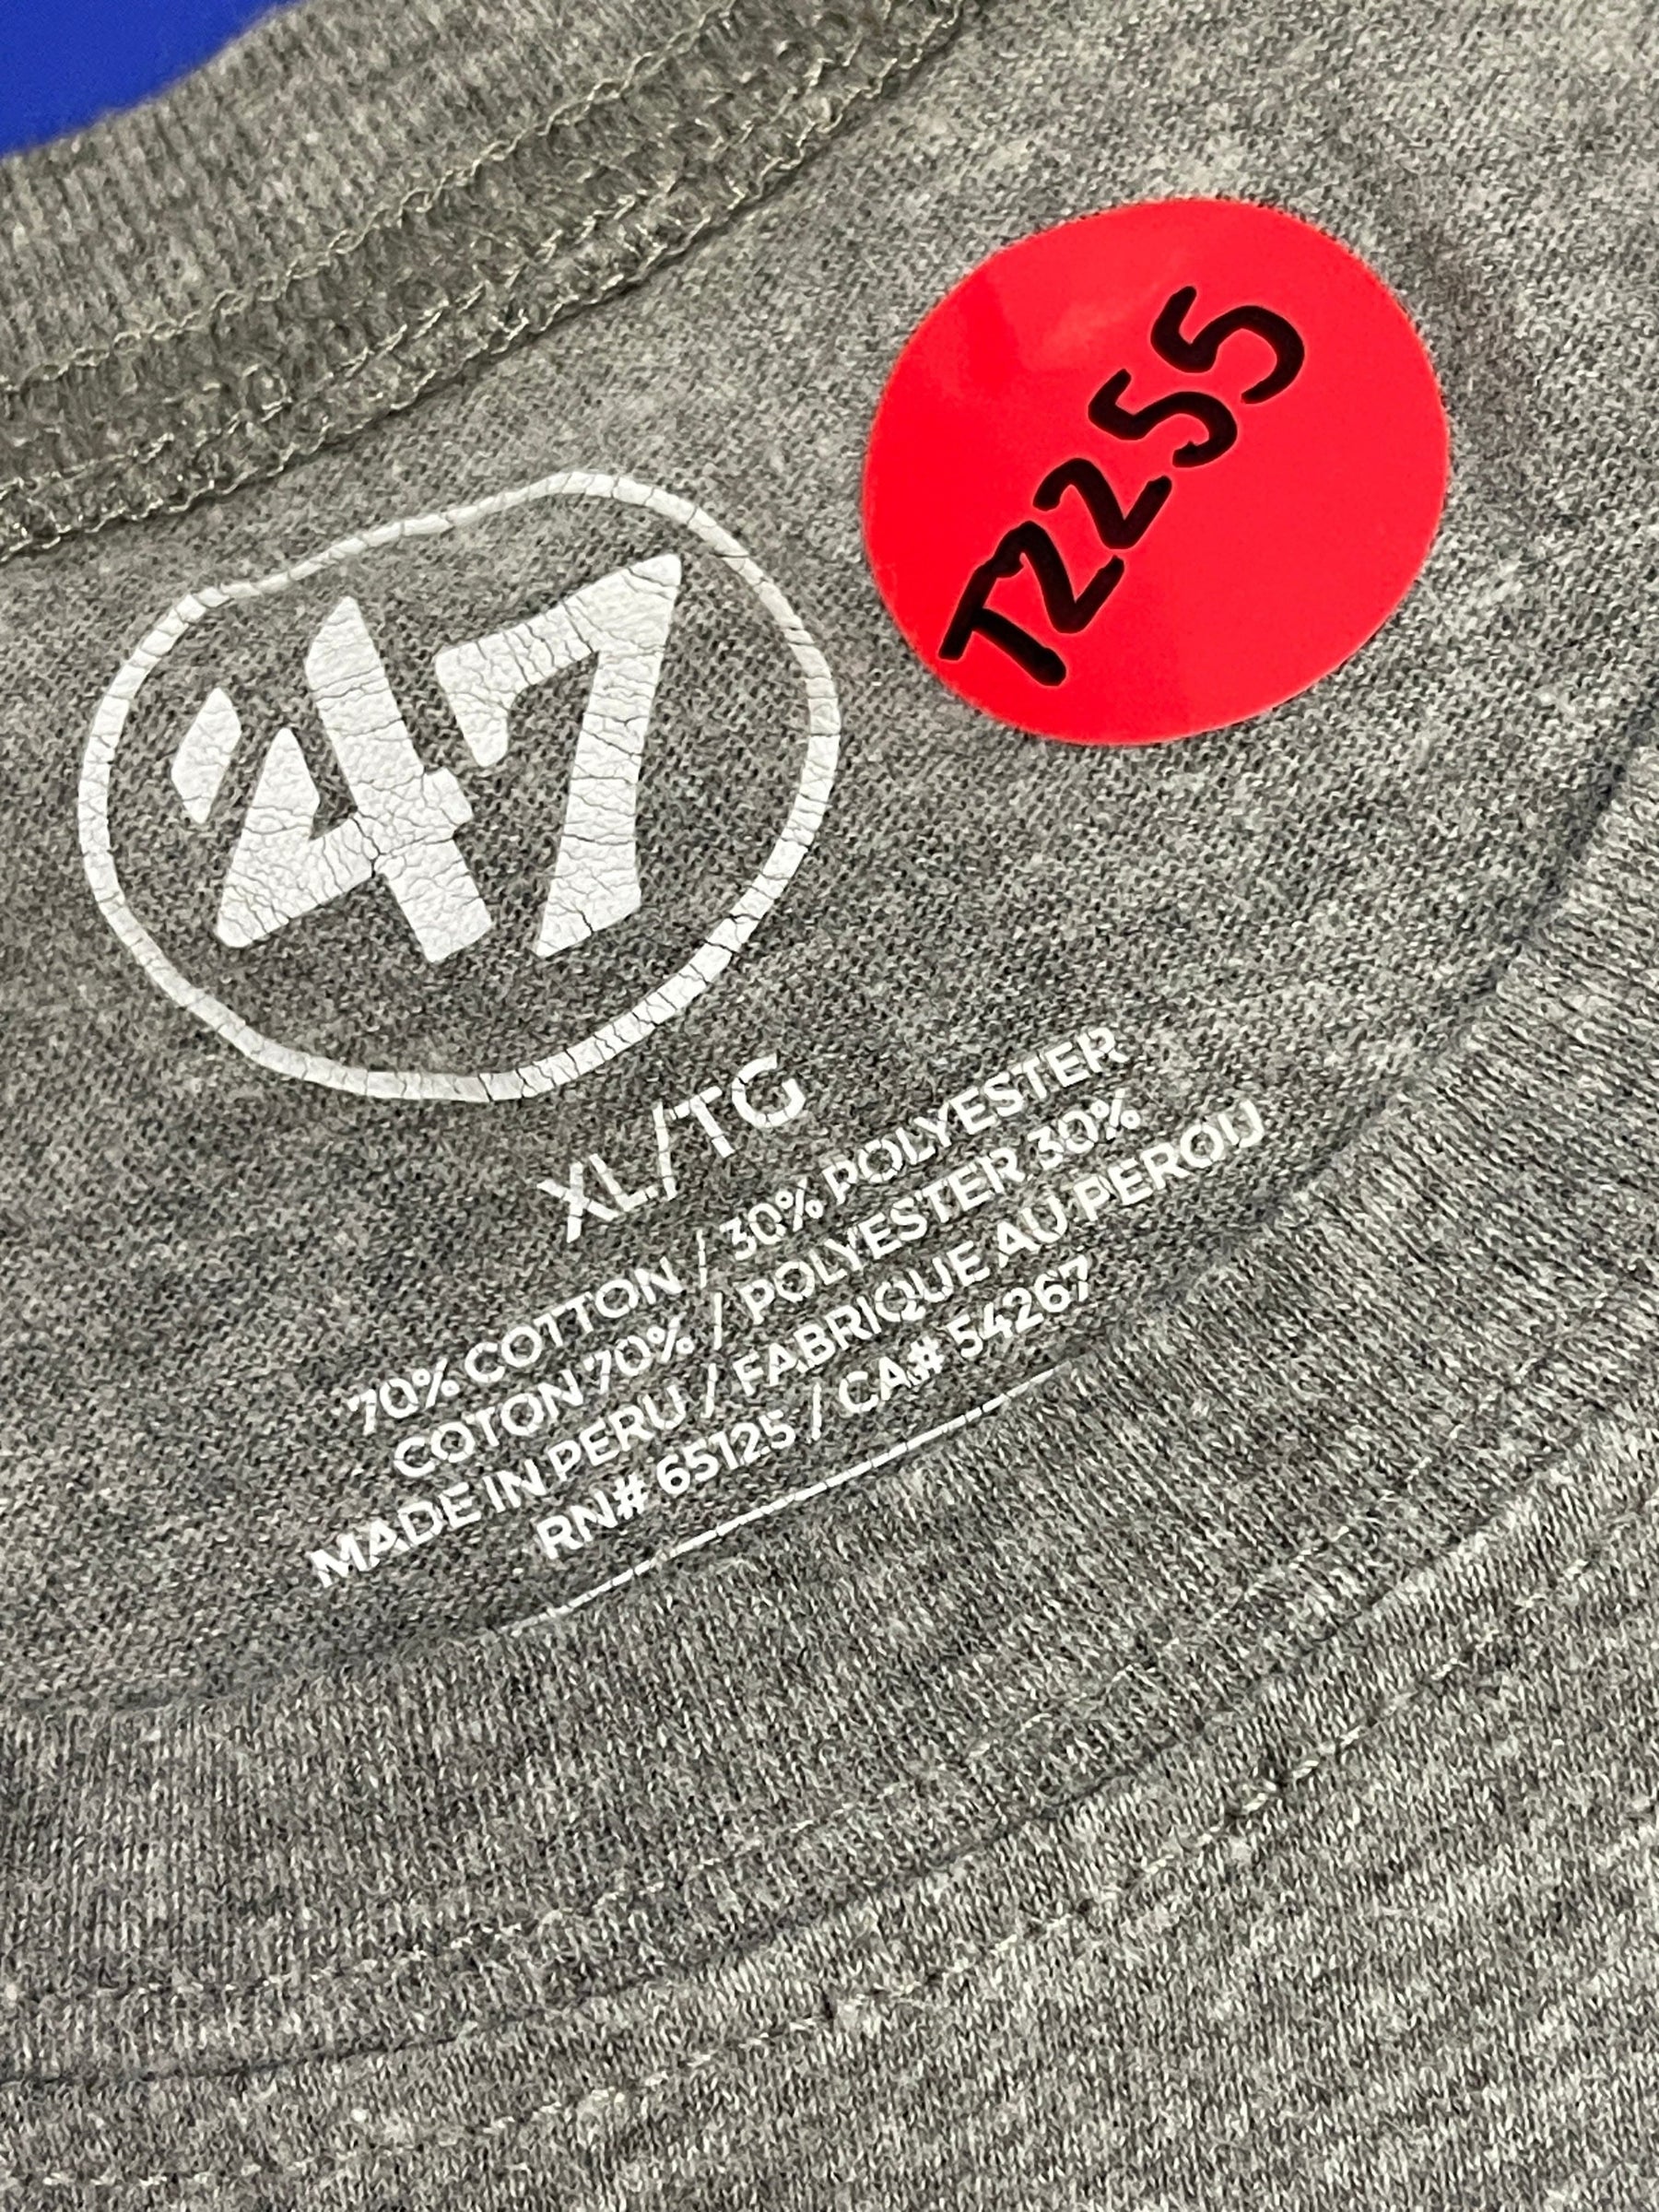 T2255
'47
XL/TG
70% COTTON / 30% POLYESTER
COTON 70% / POLYESTER 30%
MADE IN PERU / FABRIQUE AU PEROU
RN# 65125 / CA# 54267